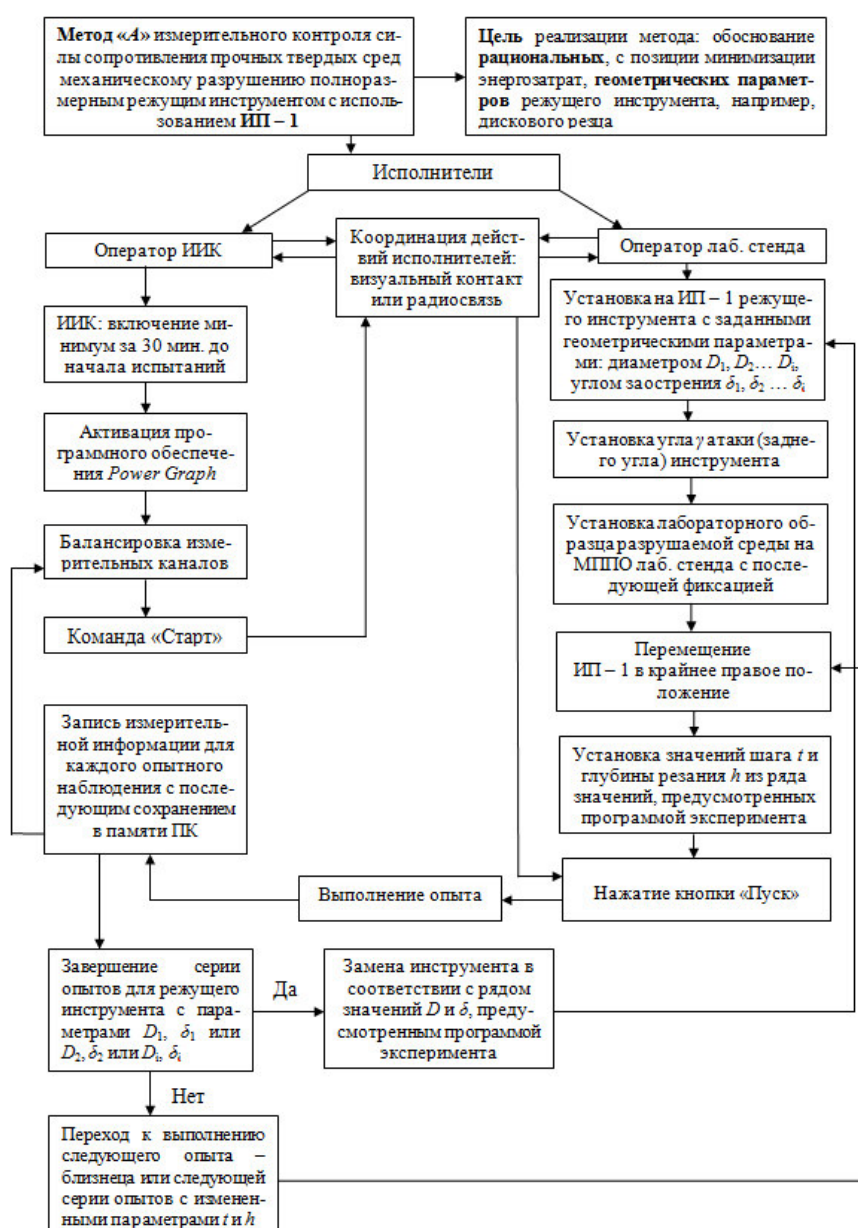 Метод «А» измерительного контроля си-
лы сопротивления прочных твердых сред
механическому разрушению полнораз-
мерным режущим инструментом с исполь-
зованием ИП – 1
Цель реализации метода: обоснование
рациональных, с позиции минимизации
энергозатрат, геометрических парамет-
ров режущего инструмента, например,
дискового резца
Исполнители
Оператор ИИК
Координация дейст-
вий исполнителей:
визуальный контакт
или радиосвязь
Оператор лаб. стенда
ИИК: включение ми-
нимум за 30 мин. до
начала испытаний
Активация про-
граммного обеспече-
ния Power Graph
Балансировка изме-
рительных каналов
Команда «Старт»
Установка на ИП – 1 режуще-
го инструмента с заданными
геометрическими параметра-
ми: диаметром D1, D2… Di,
углом заострения δ1, δ2 … δi
Установка угла γ атаки (задне-
го угла) инструмента
Установка лабораторного об-
разца разрушаемой среды на
МППО лаб. стенда с после-
дующей фиксацией
Перемещение
ИП – 1 в крайнее правое по-
ложение
Установка значений шага t и
глубины резания h из ряда
значений, предусмотренных
программой эксперимента
Нажатие кнопки «Пуск»
Выполнение опыта
Запись измеритель-
ной информации для
каждого опытного
наблюдения с после-
дующим сохранением
в памяти ПК
Завершение серии
опытов для режущего
инструмента с пара-
метрами D1, δ1 или
D2, δ2 или Di, δi
Да
Замена инструмента в
соответствии с рядом
значений D и δ, преду-
смотренным программой
эксперимента
Нет
Переход к выполнению
следующего опыта –
близнеца или следующей
серии опытов с изменен-
ными параметрами t и h